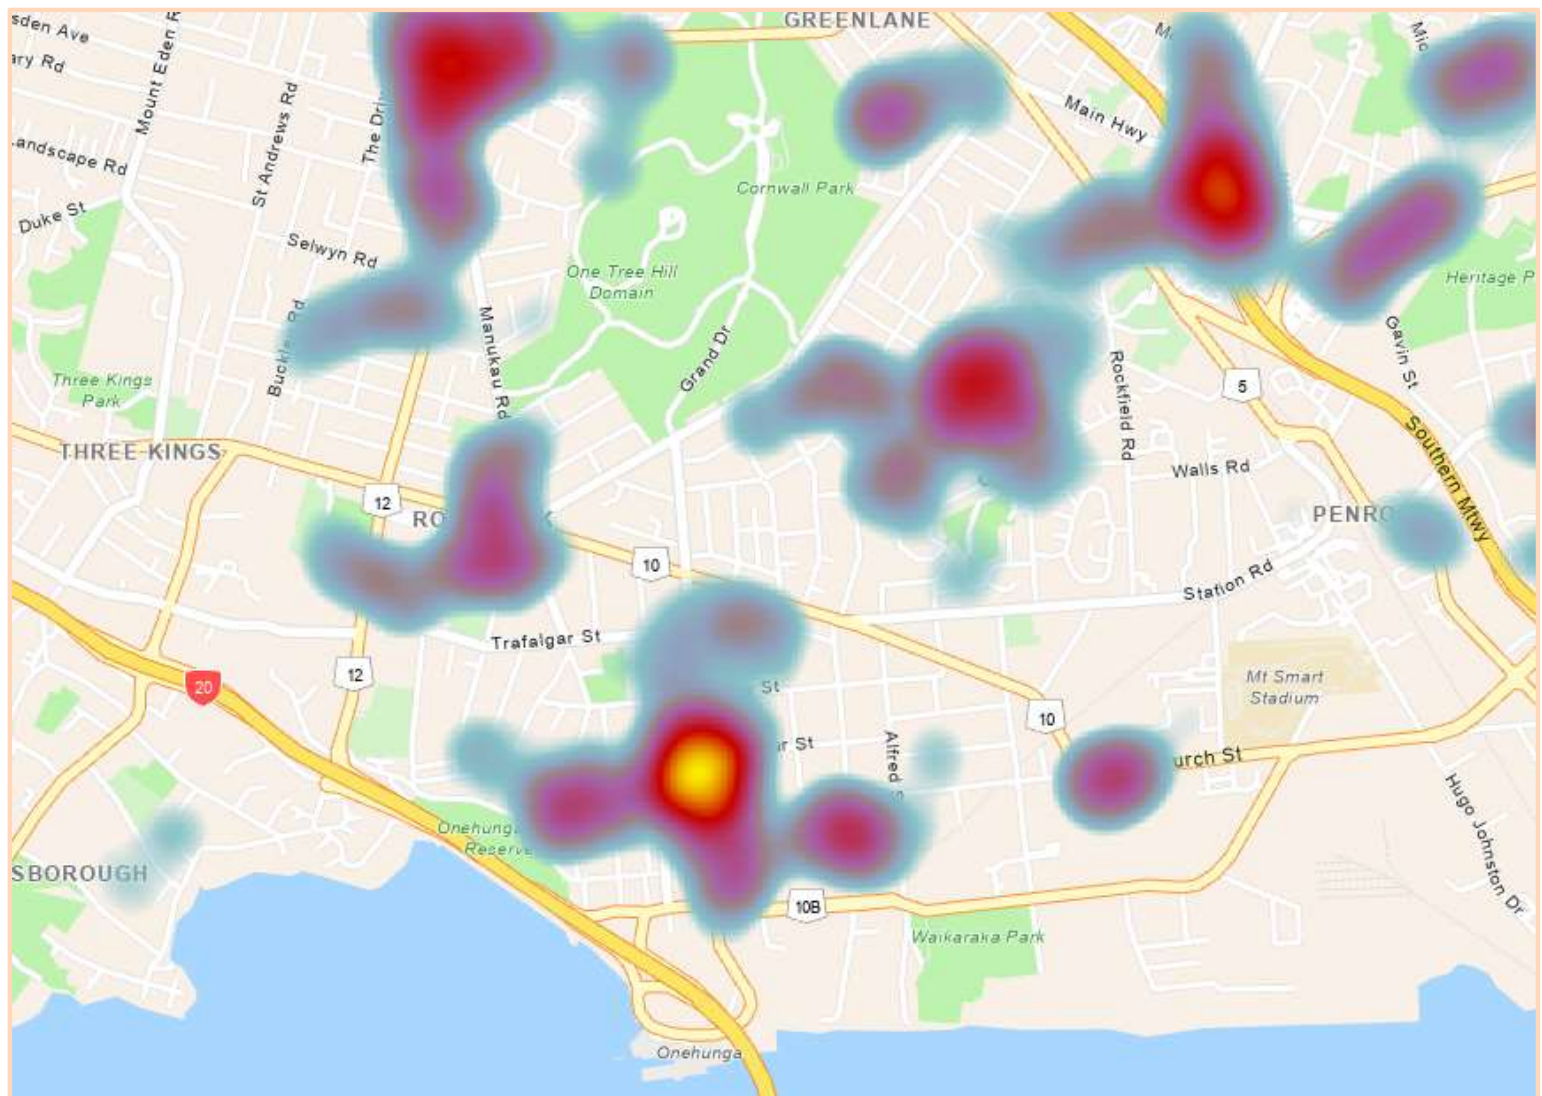 GREENLANE
sden Ave
ary Rd
Mount Eden R
St Andrews Rd
The Dri
Main Hwy
Mic
M
Landscape Rd
Duke St
Cornwall Park
Selwyn Rd
One Tree Hill
Domain
Heritage P
Manukau Rd
Grand Dr
Gavin St
Three Kings
Park
Rockfield Rd
5
THREE KINGS
Southern Mtwy
Walls Rd
12
RO
K
PENRO
10
Station Rd
Trafalgar St
12
20
St
Mt Smart
Stadium
10
r St
Alfred S
urch St
Hugo Johnston Dr
Onehung
Reserve
SBOROUGH
10B
Waikaraka Park
Onehunga